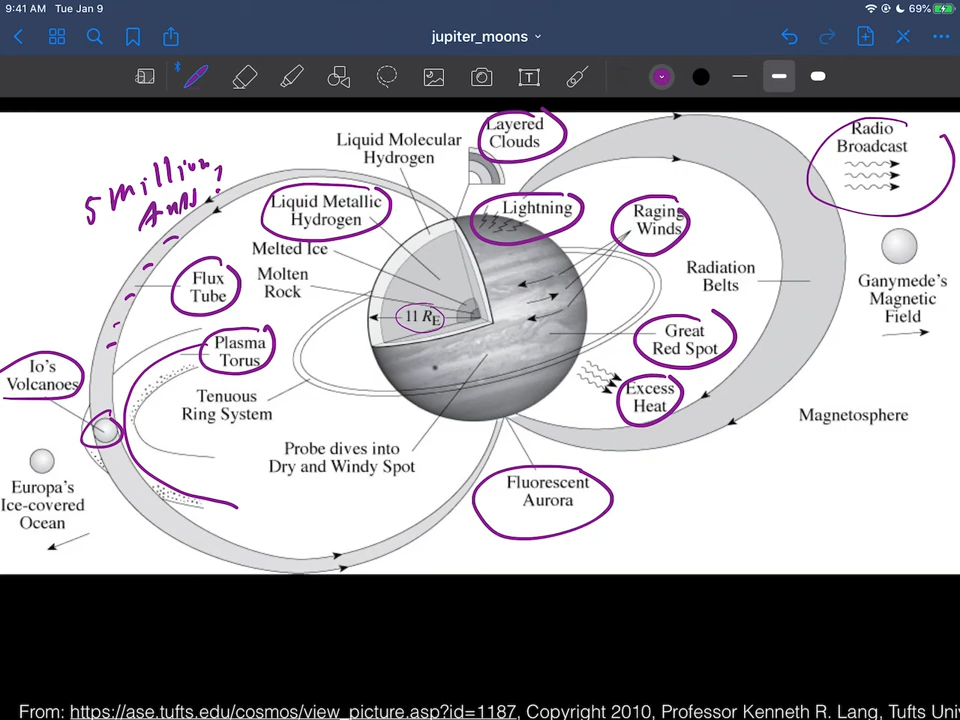 9:41 AM Tue Jan 9
69%
jupiter_moons
T
Layered
Clouds
Radio
Broadcast
Liquid Molecular
Hydrogen
5 million
Amps
Liquid Metallic
Hydrogen
Lightning
Raging
Winds
Melted Ice
Molten
Rock
Flux
Tube
Radiation
Belts
Ganymede's
Magnetic
Field
11 RE
Great
Red Spot
Plasma
Torus
Io's
Volcanoes
Excess
Heat
Tenuous
Ring System
Magnetosphere
Probe dives into
Dry and Windy Spot
Europa's
Ice-covered
Ocean
Fluorescent
Aurora
From: https://ase.tufts.edu/cosmos/view_picture.asp?id=1187, Copyright 2010, Professor Kenneth R. Lang, Tufts Univ